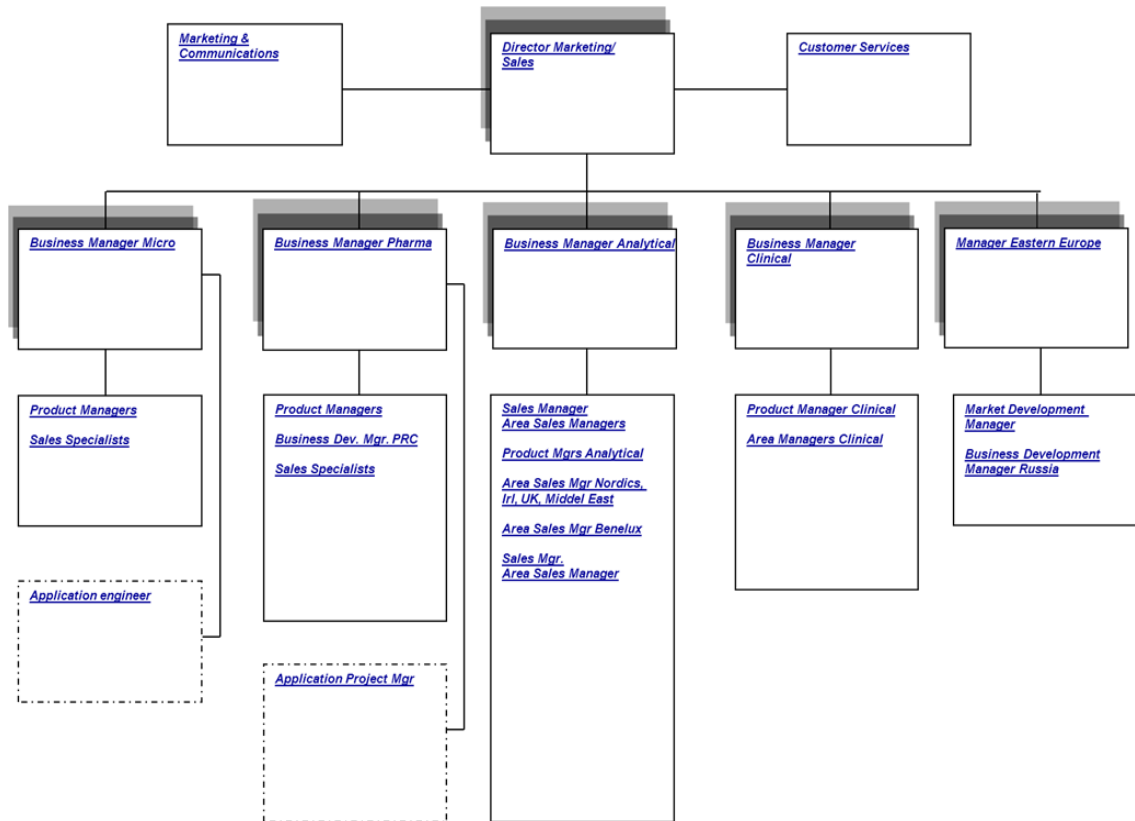 Marketing &
Communications
Director Marketing/
Sales
Customer Services
Business Manager Micro
Business Manager Pharma
Business Manager Analytical
Business Manager
Clinical
Manager Eastern Europe
Product Managers
Sales Specialists
Product Managers
Business Dev. Mgr. PRC
Sales Specialists
Sales Manager
Area Sales Managers
Product Mgrs Analytical
Area Sales Mgr Nordics,
Irl, UK, Middel East
Area Sales Mgr Benelux
Sales Mgr.
Area Sales Manager
Product Manager Clinical
Area Managers Clinical
Market Development
Manager
Business Development
Manager Russia
Application engineer
Application Project Mgr